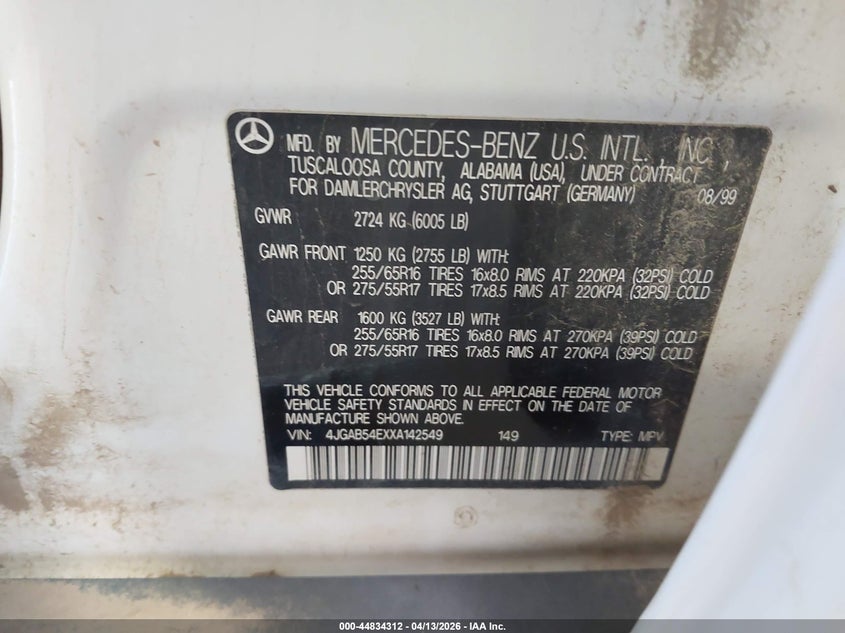 MFD. BY MERCEDES-BENZ U.S. INTL., INC.,
TUSCALOOSA COUNTY, ALABAMA (USA), UNDER CONTRACT
FOR DAIMLERCHRYSLER AG, STUTTGART (GERMANY) 08/99
GVWR 2724 KG (6005 LB)
GAWR FRONT 1250 KG (2755 LB) WITH:
255/65R16 TIRES 16x8.0 RIMS AT 220KPA (32PSI) COLD
OR 275/55R17 TIRES 17x8.5 RIMS AT 220KPA (32PSI) COLD
GAWR REAR 1600 KG (3527 LB) WITH:
255/65R16 TIRES 16x8.0 RIMS AT 270KPA (39PSI) COLD
OR 275/55R17 TIRES 17x8.5 RIMS AT 270KPA (39PSI) COLD
THIS VEHICLE CONFORMS TO ALL APPLICABLE FEDERAL MOTOR
VEHICLE SAFETY STANDARDS IN EFFECT ON THE DATE OF
MANUFACTURE SHOWN ABOVE.
VIN: 4JGAB54EXXA142549 149 TYPE: MPV
000-44834312 | 04/13/2026 | IAA Inc.